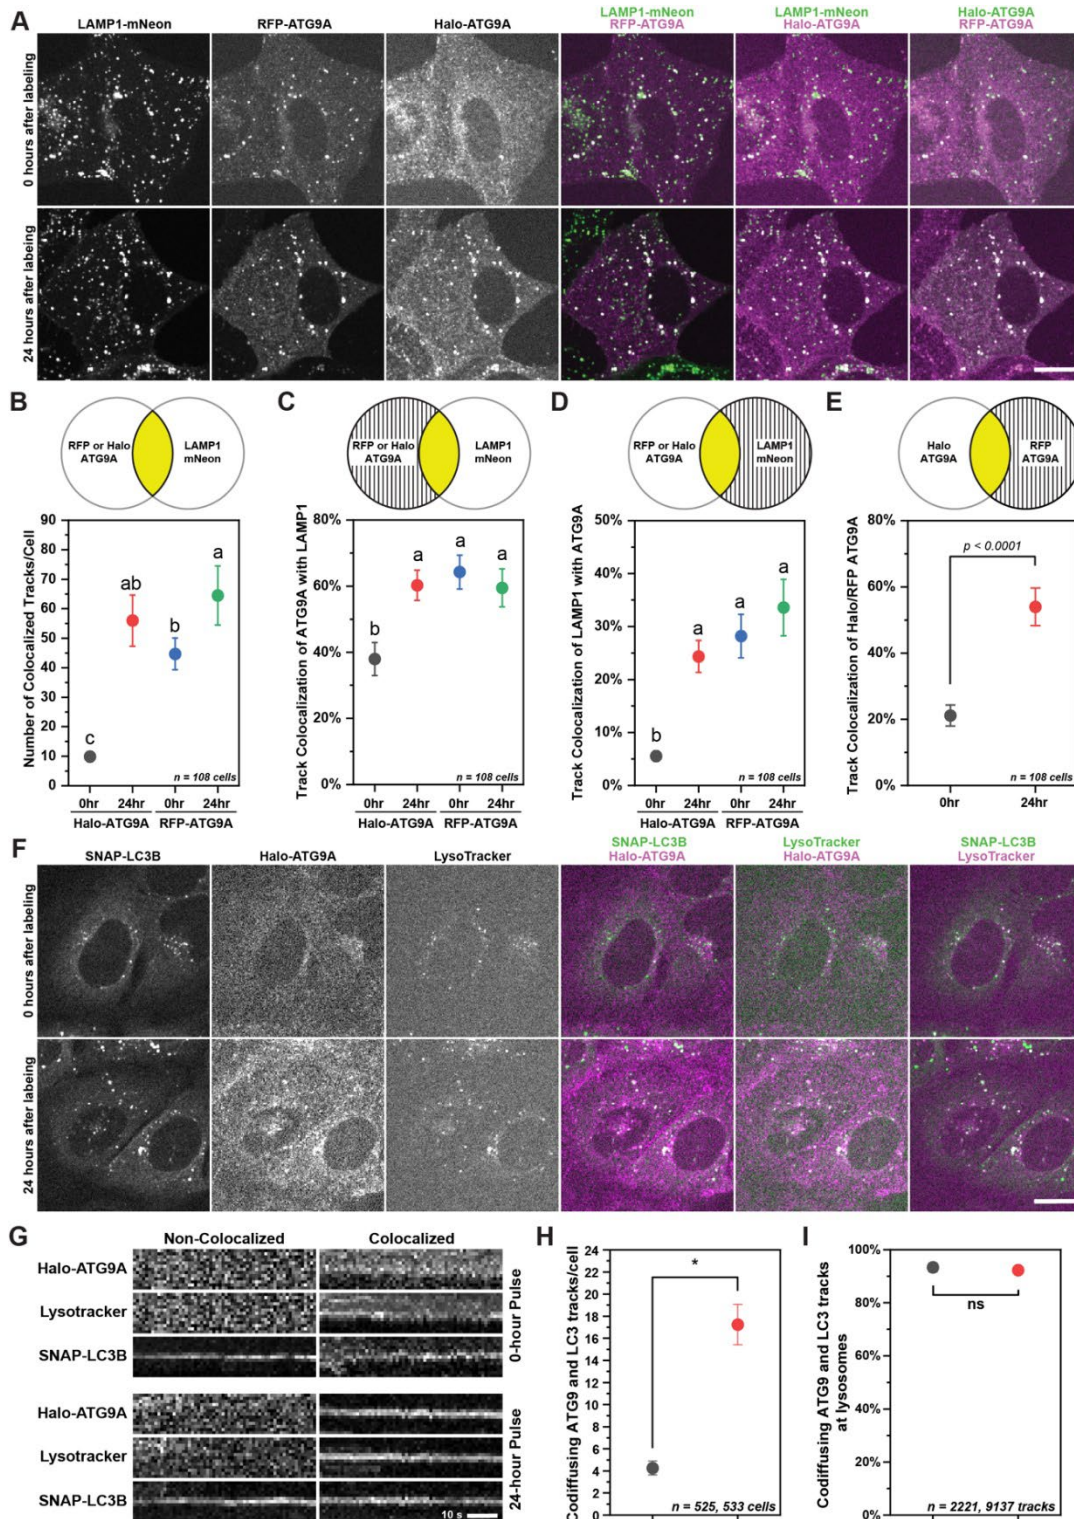 A
LAMP1-mNeon
RFP-ATG9A
Halo-ATG9A
LAMP1-mNeon
RFP-ATG9A
LAMP1-mNeon
Halo-ATG9A
Halo-ATG9A
RFP-ATG9A
0 hours after labeling
24 hours after labeing
B
RFP or Halo
ATG9A
LAMP1
mNeon
Number of Colocalized Tracks/Cell
90
80
70
60
50
40
30
20
10
0
c
ab
b
a
n = 108 cells
0hr
24hr
0hr
24hr
Halo-ATG9A
RFP-ATG9A
C
RFP or Halo
ATG9A
LAMP1
mNeon
Track Colocalization of ATG9A with LAMP1
80%
60%
40%
20%
0%
b
a
a
a
n = 108 cells
0hr
24hr
0hr
24hr
Halo-ATG9A
RFP-ATG9A
D
RFP or Halo
ATG9A
LAMP1
mNeon
Track Colocalization of LAMP1 with ATG9A
50%
40%
30%
20%
10%
0%
b
a
a
a
n = 108 cells
0hr
24hr
0hr
24hr
Halo-ATG9A
RFP-ATG9A
E
Halo
ATG9A
RFP
ATG9A
Track Colocalization of Halo/RFP ATG9A
80%
60%
40%
20%
0%
p < 0.0001
n = 108 cells
0hr
24hr
F
SNAP-LC3B
Halo-ATG9A
LysoTracker
SNAP-LC3B
Halo-ATG9A
LysoTracker
Halo-ATG9A
SNAP-LC3B
LysoTracker
0 hours after labeling
24 hours after labeling
G
Non-Colocalized
Colocalized
Halo-ATG9A
Lysotracker
SNAP-LC3B
0-hour Pulse
Halo-ATG9A
Lysotracker
SNAP-LC3B
24-hour Pulse
10 s
H
Codiffusing ATG9 and LC3 tracks/cell
24
22
20
18
16
14
12
10
8
6
4
2
0
*
n = 525, 533 cells
I
Codiffusing ATG9 and LC3 tracks
at lysosomes
100%
80%
60%
40%
20%
0%
ns
n = 2221, 9137 tracks